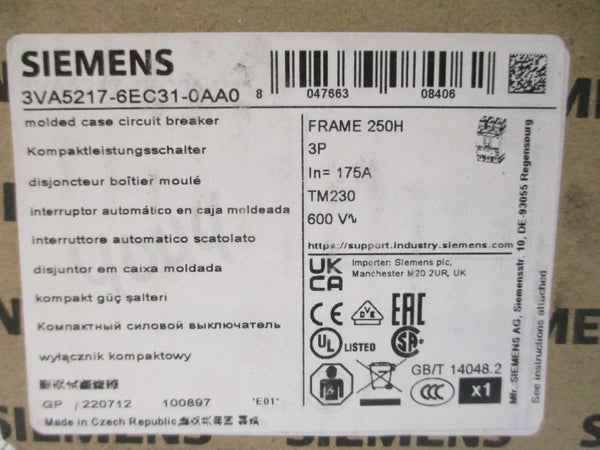 SIEMENS
3VA5217-6EC31-0AA0
8 047663 08406
molded case circuit breaker
Kompaktleistungsschalter
disjoncteur boîtier moulé
interruptor automático en caja moldeada
interruttore automatico scatolato
disjuntor em caixa moldada
kompakt güç şalteri
Компактный силовой выключатель
wyłącznik kompaktowy
GP / 220712 100897 'E01'
Made in Czech Republic
FRAME 250H
3P
In= 175A
TM230
600 V
https://support.industry.siemens.com
UK CA
Importer: Siemens plc,
Manchester M20 2UR, UK
CE DVE EAC
UL LISTED SA
GB/T 14048.2
CCC x1
Mfr.:SIEMENS AG, Siemensstr. 10, DE-93055 Regensburg
See instructions attached.
SIEMENS
SIEMENS